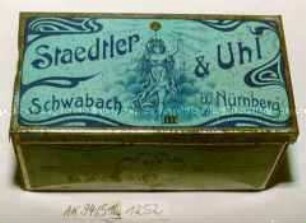 Staedtler & Uhl
Schwabach b/ Nürnberg
1252